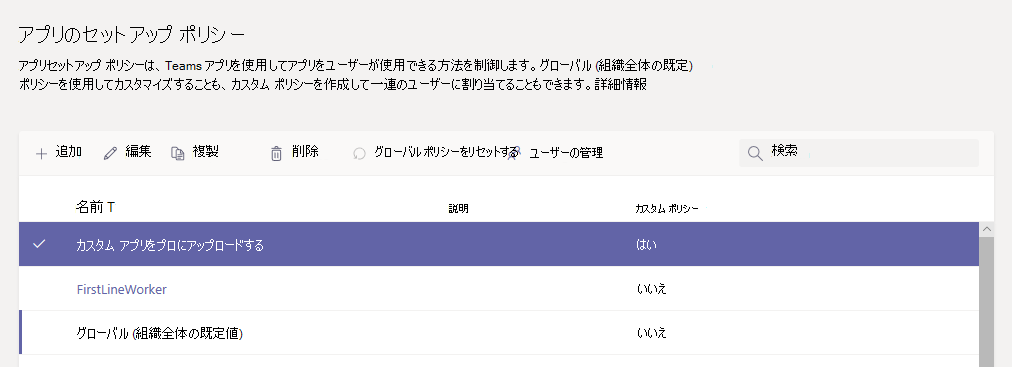 アプリのセットアップ ポリシー
アプリセットアップ ポリシーは、Teams アプリを使用してアプリをユーザーが使用できる方法を制御します。グローバル (組織全体の既定)
ポリシーを使用してカスタマイズすることも、カスタム ポリシーを作成して一連のユーザーに割り当てることもできます。詳細情報
追加 編集 複製 削除 グローバル ポリシーをリセットする ユーザーの管理 検索
名前 T 説明 カスタム ポリシー
カスタム アプリをプロにアップロードする はい
FirstLineWorker いいえ
グローバル (組織全体の既定値) いいえ